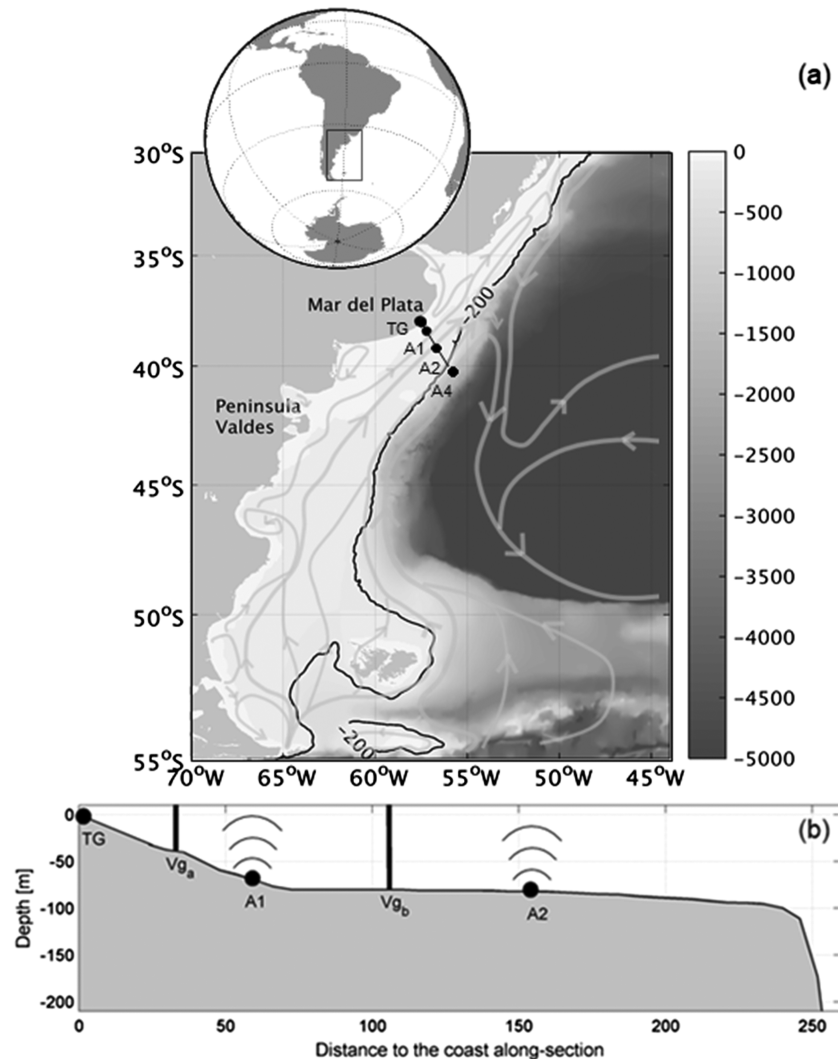 (a)
30°S
35°S
40°S
45°S
50°S
55°S
70°W 65°W 60°W 55°W 50°W 45°W
Mar del Plata
TG
A1
A2
A4
Peninsula
Valdes
-200
-200
0
-500
-1000
-1500
-2000
-2500
-3000
-3500
-4000
-4500
-5000
(b)
Depth [m]
0
-50
-100
-150
-200
TG
Vga
A1
Vgb
A2
0 50 100 150 200 250
Distance to the coast along-section